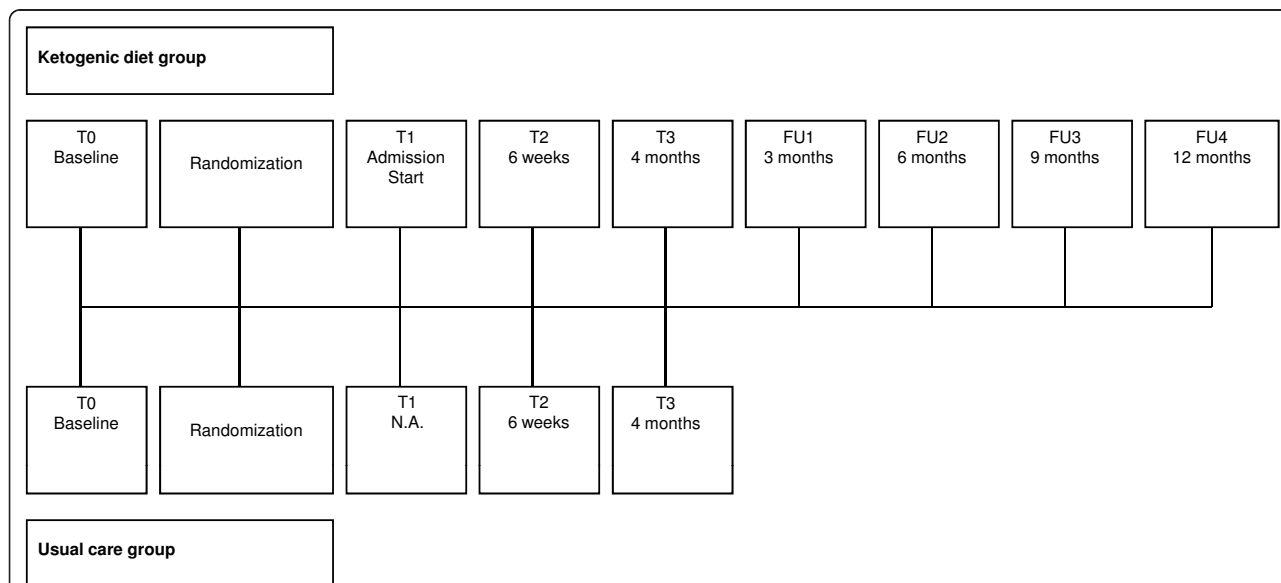 Ketogenic diet group
T0
Baseline
Randomization
T1
Admission
Start
T2
6 weeks
T3
4 months
FU1
3 months
FU2
6 months
FU3
9 months
FU4
12 months
T0
Baseline
Randomization
T1
N.A.
T2
6 weeks
T3
4 months
Usual care group